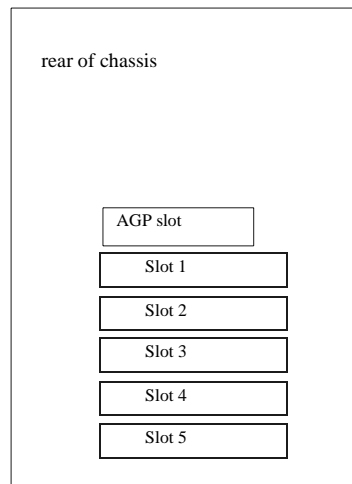 rear of chassis
AGP slot
Slot 1
Slot 2
Slot 3
Slot 4
Slot 5